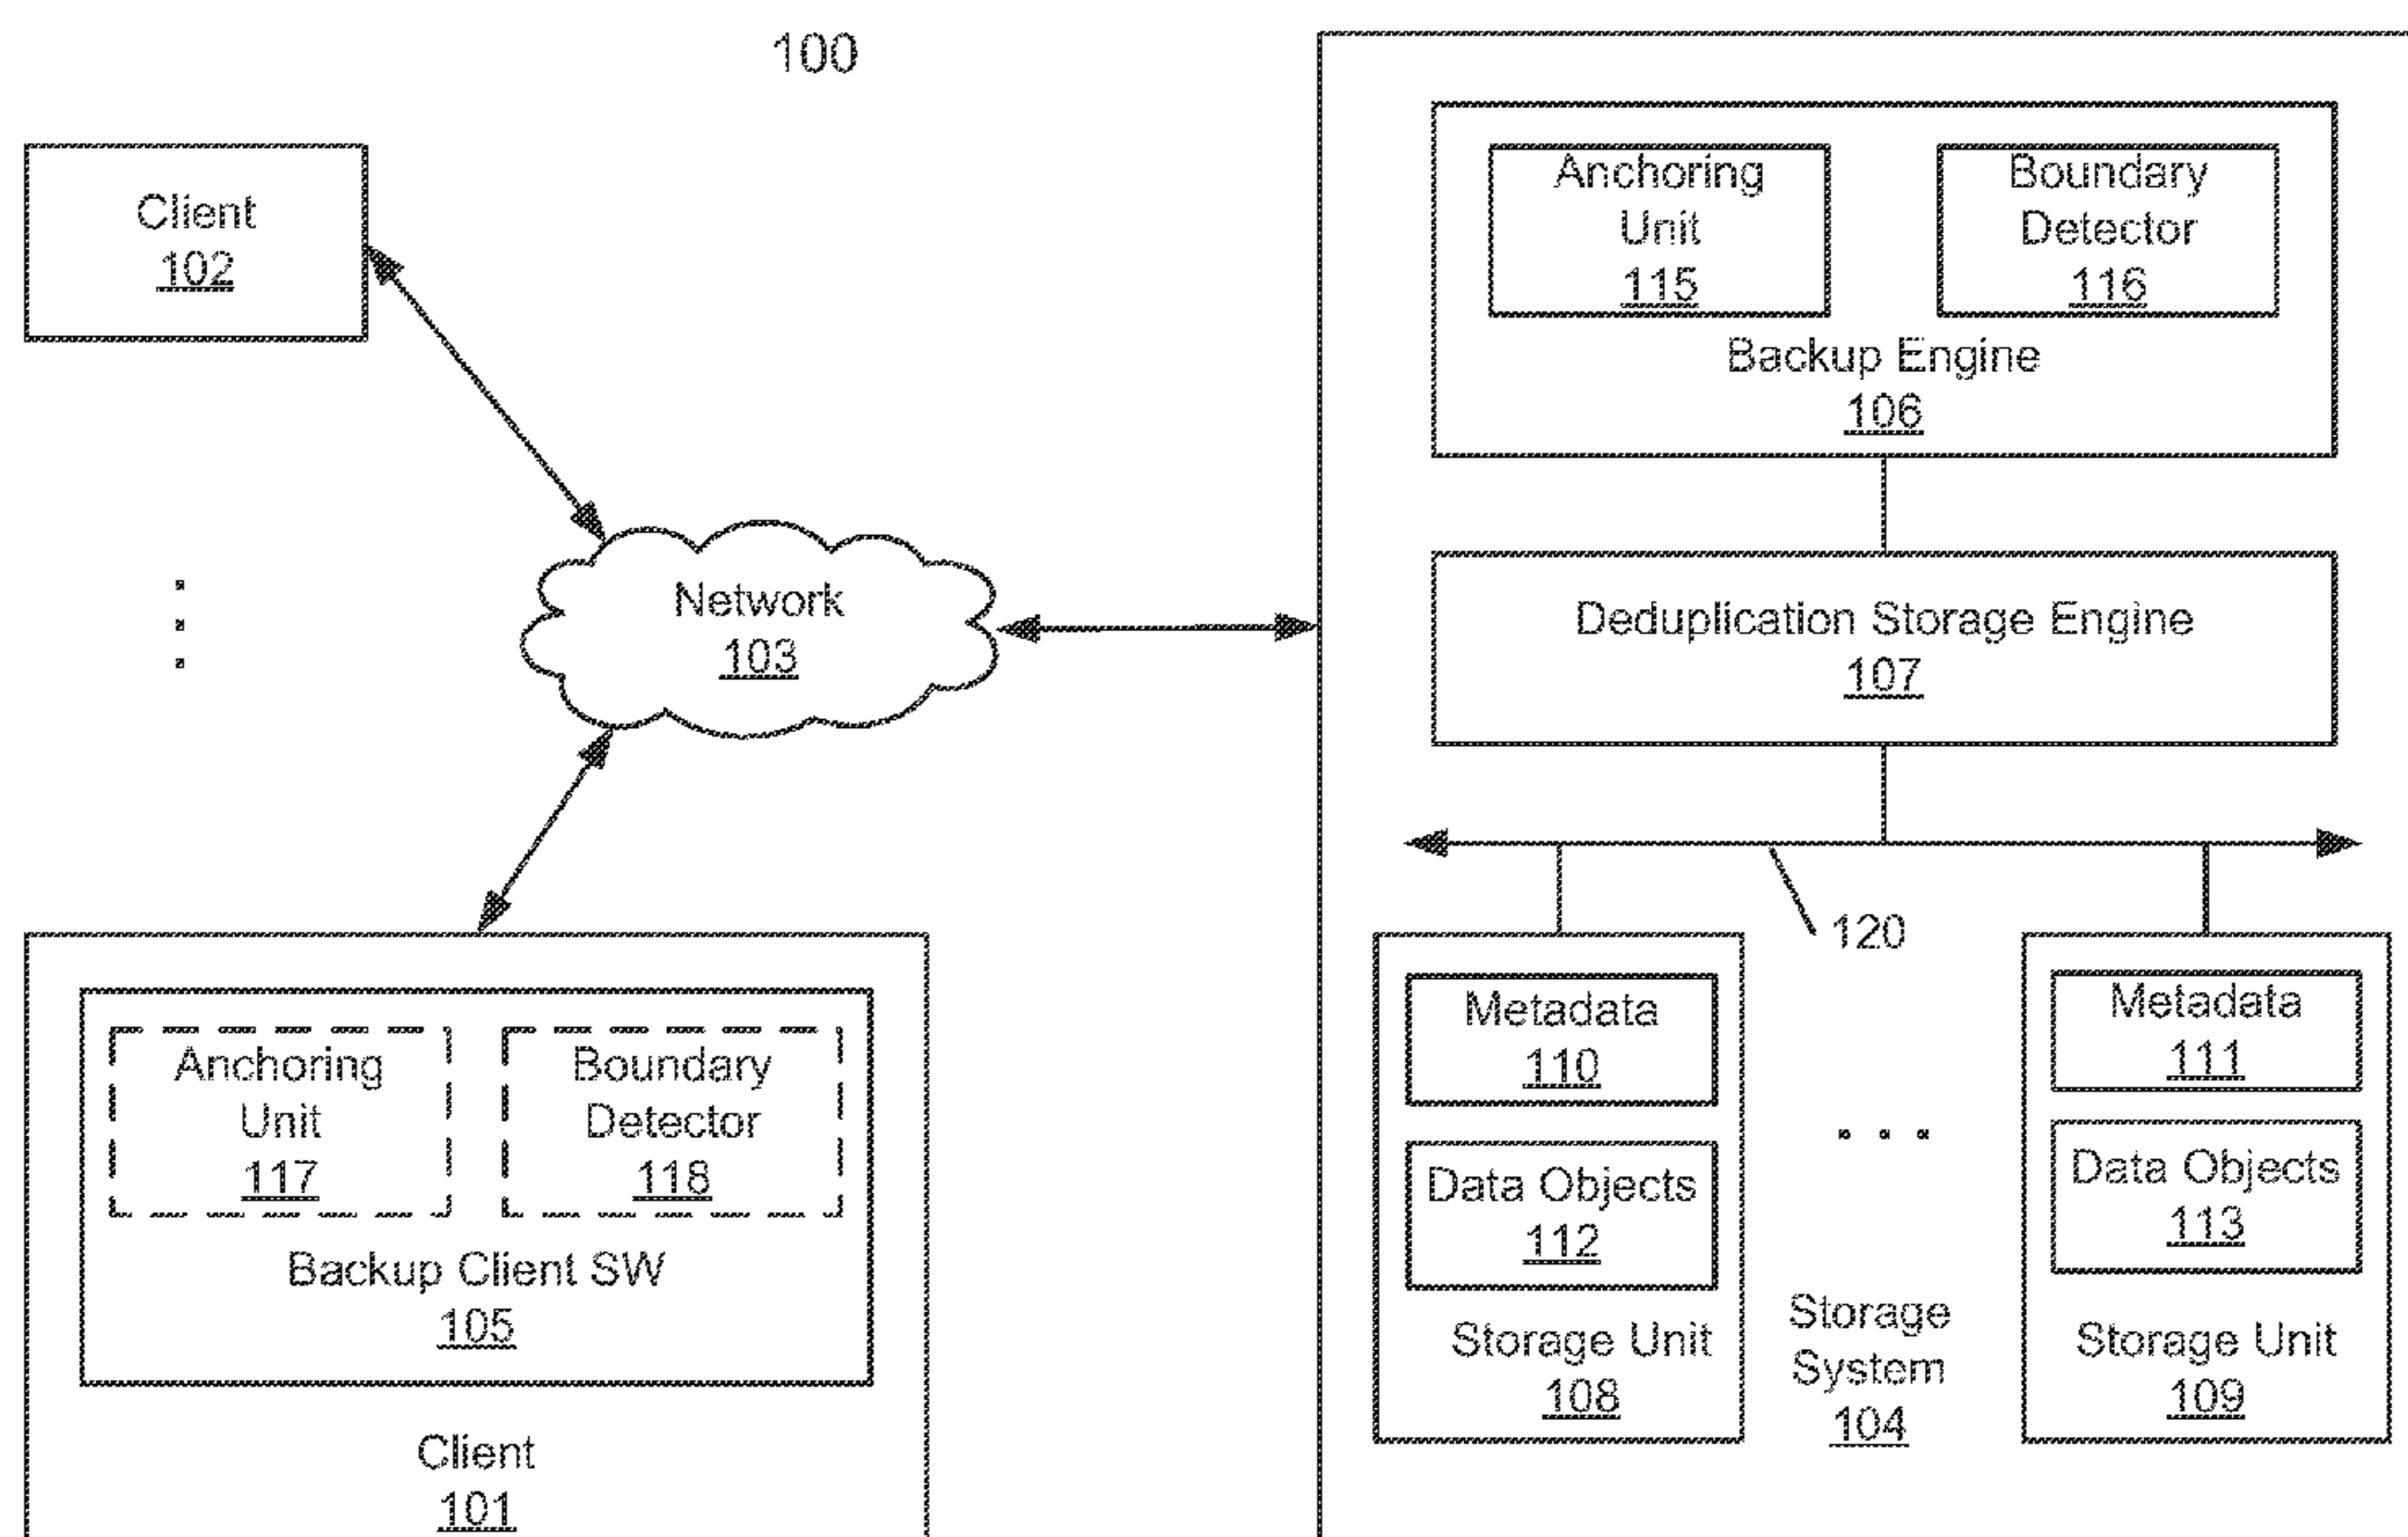 100
Client
102
Network
103
Anchoring
Unit
117
Boundary
Detector
118
Backup Client SW
105
Client
101
Anchoring
Unit
115
Boundary
Detector
116
Backup Engine
106
Deduplication Storage Engine
107
120
Metadata
110
Data Objects
112
Storage Unit
108
Storage
System
104
Metadata
111
Data Objects
113
Storage Unit
109